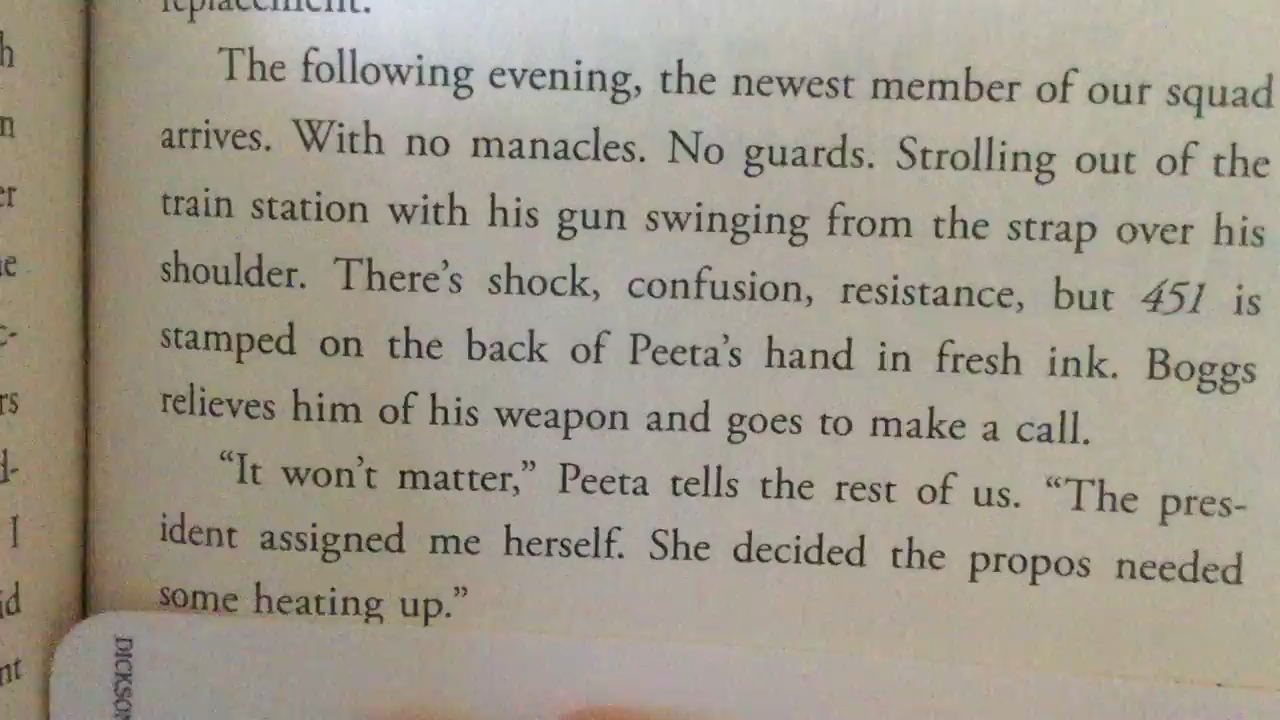 replacement.
The following evening, the newest member of our squad
arrives. With no manacles. No guards. Strolling out of the
train station with his gun swinging from the strap over his
shoulder. There's shock, confusion, resistance, but 451 is
stamped on the back of Peeta's hand in fresh ink. Boggs
relieves him of his weapon and goes to make a call.
“It won't matter,” Peeta tells the rest of us. “The pres-
ident assigned me herself. She decided the propos needed
some heating up.”